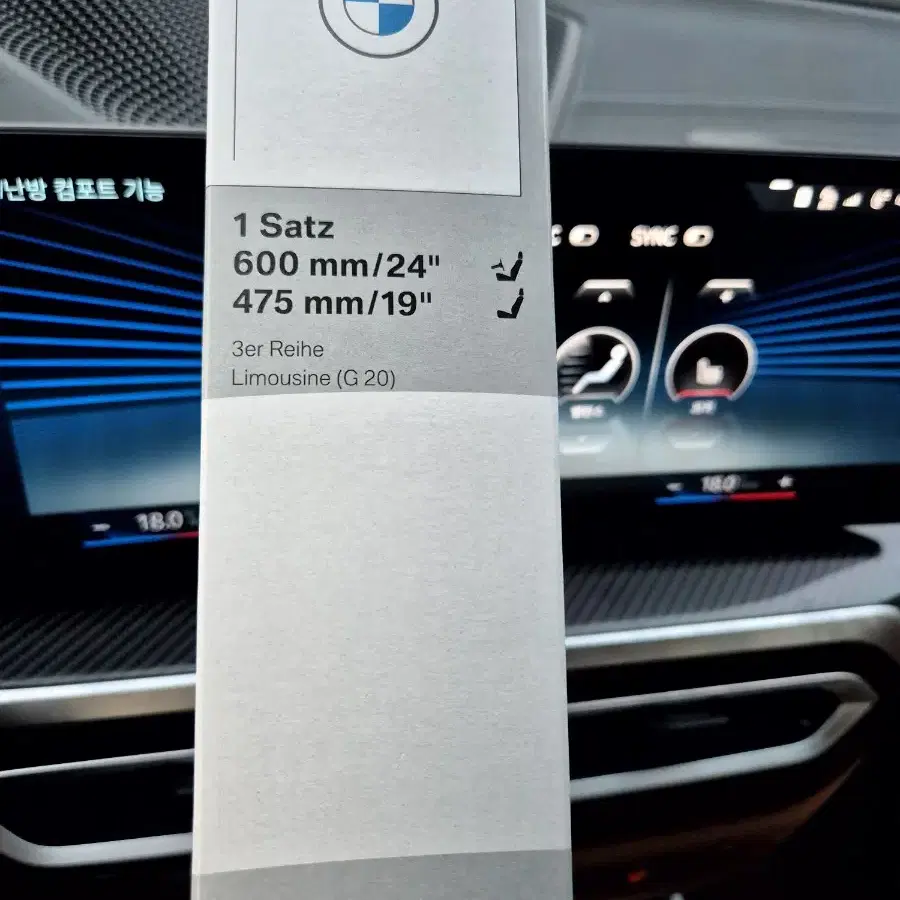 난방 컴포트 기능
1 Satz
600 mm/24"
475 mm/19"
3er Reihe
Limousine (G 20)
SYNC
18.0
18.0